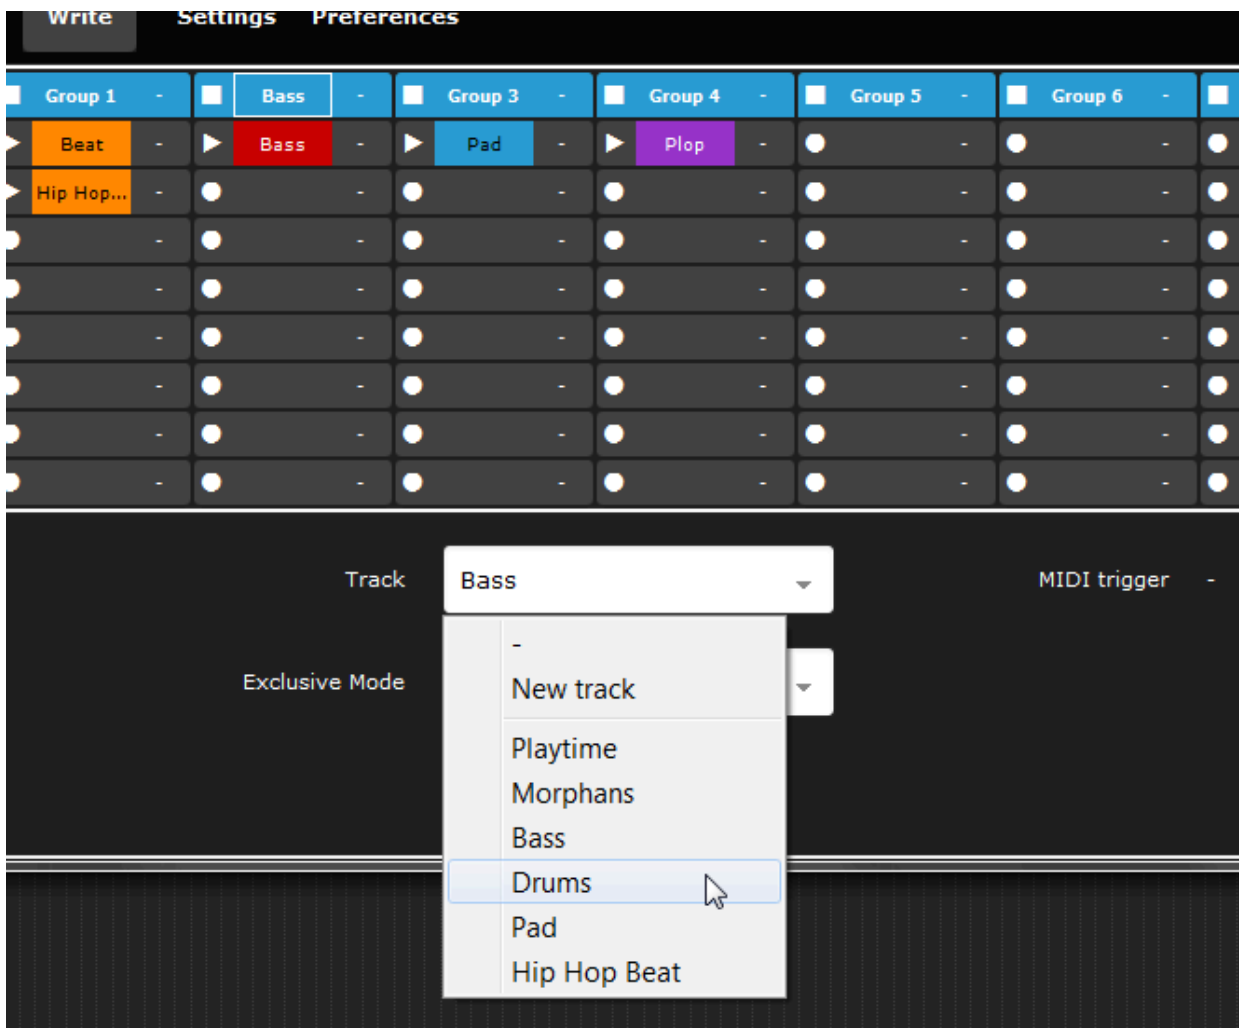 Write Settings Preferences
Group 1 - Bass - Group 3 - Group 4 - Group 5 - Group 6 -
Beat - Bass - Pad - Plop - - -
Hip Hop... - - - - - -
- - - - - -
- - - - - -
- - - - - -
- - - - - -
- - - - - -
- - - - - -
Track Bass MIDI trigger -
-
Exclusive Mode
New track
Playtime
Morphans
Bass
Drums
Pad
Hip Hop Beat